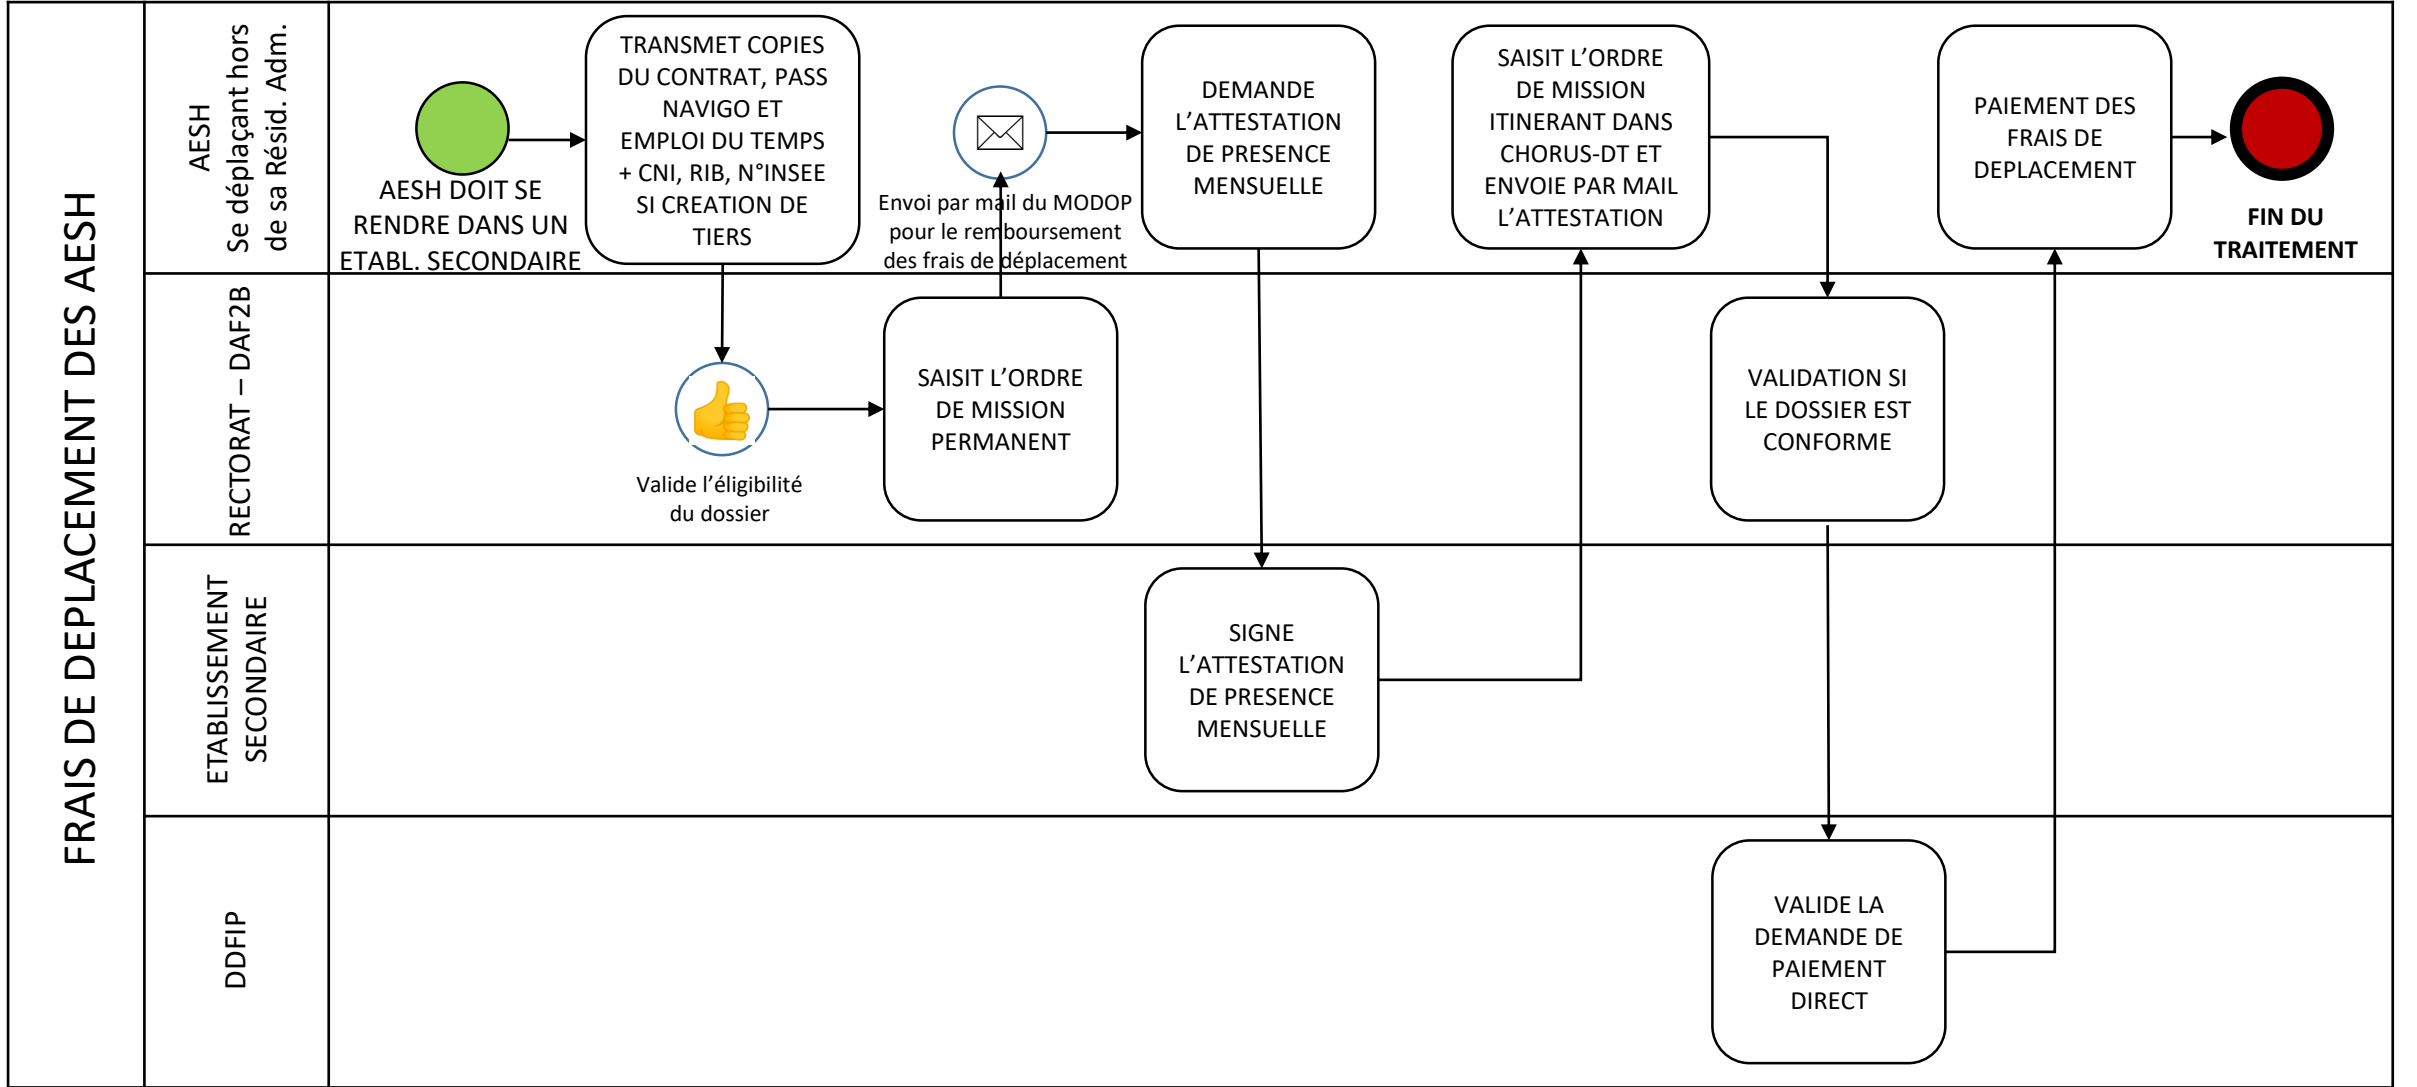 FRAIS DE DEPLACEMENT DES AESH
AESH
Se déplaçant hors
de sa Résid. Adm.
AESH DOIT SE
RENDRE DANS UN
ETABL. SECONDAIRE
TRANSMET COPIES
DU CONTRAT, PASS
NAVIGO ET
EMPLOI DU TEMPS
+ CNI, RIB, N°INSEE
SI CREATION DE
TIERS
Envoi par mail du MODOP
pour le remboursement
des frais de déplacement
DEMANDE
L’ATTESTATION
DE PRESENCE
MENSUELLE
SAISIT L’ORDRE
DE MISSION
ITINERANT DANS
CHORUS-DT ET
ENVOIE PAR MAIL
L’ATTESTATION
PAIEMENT DES
FRAIS DE
DEPLACEMENT
FIN DU
TRAITEMENT
RECTORAT – DAF2B
Valide l’éligibilité
du dossier
SAISIT L’ORDRE
DE MISSION
PERMANENT
VALIDATION SI
LE DOSSIER EST
CONFORME
ETABLISSEMENT
SECONDAIRE
SIGNE
L’ATTESTATION
DE PRESENCE
MENSUELLE
DDFIP
VALIDE LA
DEMANDE DE
PAIEMENT
DIRECT